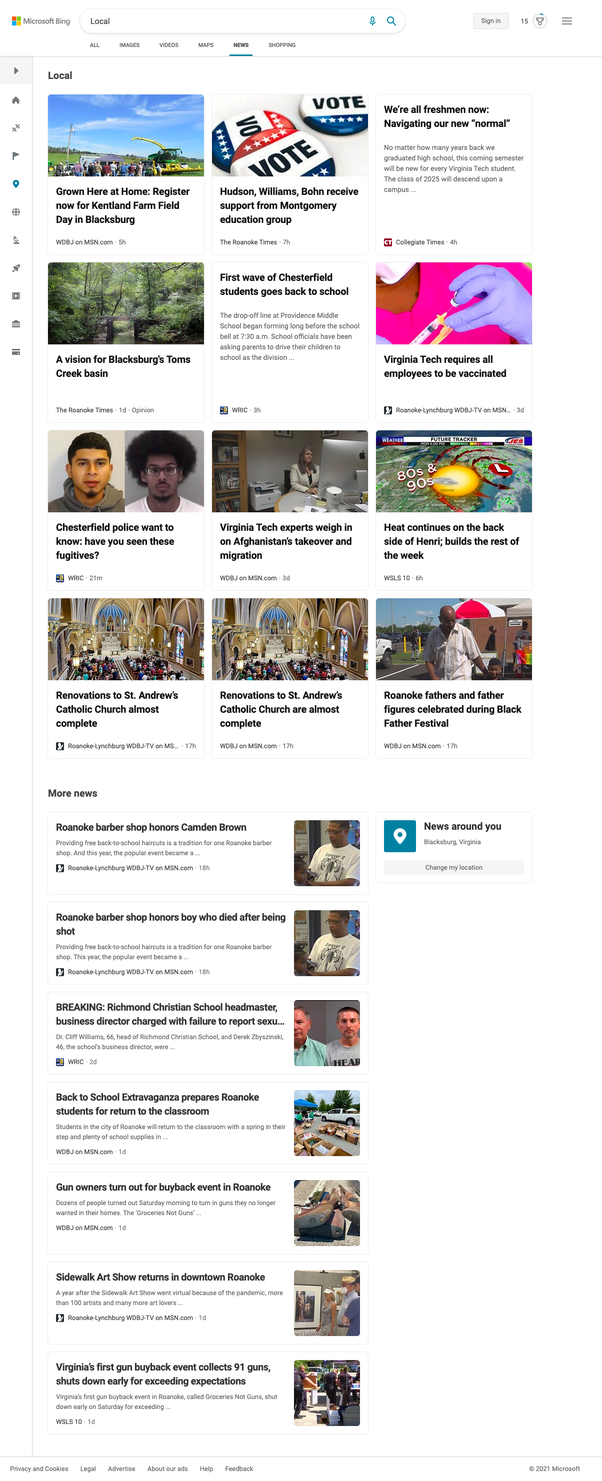 Microsoft Bing
Local
Sign in
15
ALL
IMAGES
VIDEOS
MAPS
NEWS
SHOPPING
Local
VOTE
VOTE
Grown Here at Home: Register
now for Kentland Farm Field
Day in Blacksburg
WDBJ on MSN.com · 5h
Hudson, Williams, Bohn receive
support from Montgomery
education group
The Roanoke Times · 7h
We're all freshmen now:
Navigating our new “normal”
No matter how many years back we
graduated high school, this coming semester
will be new for every Virginia Tech student.
The class of 2025 will descend upon a
campus ...
CT
Collegiate Times · 4h
A vision for Blacksburg's Toms
Creek basin
The Roanoke Times · 1d · Opinion
First wave of Chesterfield
students goes back to school
The drop-off line at Providence Middle
School began forming long before the school
bell at 7:30 a.m. School officials have been
asking parents to drive their children to
school as the division ...
WRIC · 3h
Virginia Tech requires all
employees to be vaccinated
Roanoke-Lynchburg WDBJ-TV on MSN... · 3d
Chesterfield police want to
know: have you seen these
fugitives?
WRIC · 21m
Virginia Tech experts weigh in
on Afghanistan's takeover and
migration
WDBJ on MSN.com · 3d
WEATHER
FUTURE TRACKER
80s &
90s
L
Heat continues on the back
side of Henri; builds the rest of
the week
WSLS 10 · 6h
Renovations to St. Andrew's
Catholic Church almost
complete
Roanoke-Lynchburg WDBJ-TV on MS... · 17h
Renovations to St. Andrew's
Catholic Church are almost
complete
WDBJ on MSN.com · 17h
Roanoke fathers and father
figures celebrated during Black
Father Festival
WDBJ on MSN.com · 17h
More news
Roanoke barber shop honors Camden Brown
Providing free back-to-school haircuts is a tradition for one Roanoke barber
shop. And this year, the popular event became a ...
Roanoke-Lynchburg WDBJ-TV on MSN.com · 18h
News around you
Blacksburg, Virginia
Change my location
Roanoke barber shop honors boy who died after being
shot
Providing free back-to-school haircuts is a tradition for one Roanoke barber
shop. This year, the popular event became a ...
Roanoke-Lynchburg WDBJ-TV on MSN.com · 18h
BREAKING: Richmond Christian School headmaster,
business director charged with failure to report sexu...
Dr. Cliff Williams, 66, head of Richmond Christian School, and Derek Zbyszinski,
46, the school's business director, were ...
WRIC · 2d
HEAR
Back to School Extravaganza prepares Roanoke
students for return to the classroom
Students in the city of Roanoke will return to the classroom with a spring in their
step and plenty of school supplies in ...
WDBJ on MSN.com · 1d
Gun owners turn out for buyback event in Roanoke
Dozens of people turned out Saturday morning to turn in guns they no longer
wanted in their homes. The 'Groceries Not Guns' ...
WDBJ on MSN.com · 1d
Sidewalk Art Show returns in downtown Roanoke
A year after the Sidewalk Art Show went virtual because of the pandemic, more
than 100 artists and many more art lovers ...
Roanoke-Lynchburg WDBJ-TV on MSN.com · 1d
Virginia's first gun buyback event collects 91 guns,
shuts down early for exceeding expectations
Virginia's first gun buyback event in Roanoke, called Groceries Not Guns, shut
down early on Saturday for exceeding ...
WSLS 10 · 1d
Privacy and Cookies
Legal
Advertise
About our ads
Help
Feedback
© 2021 Microsoft